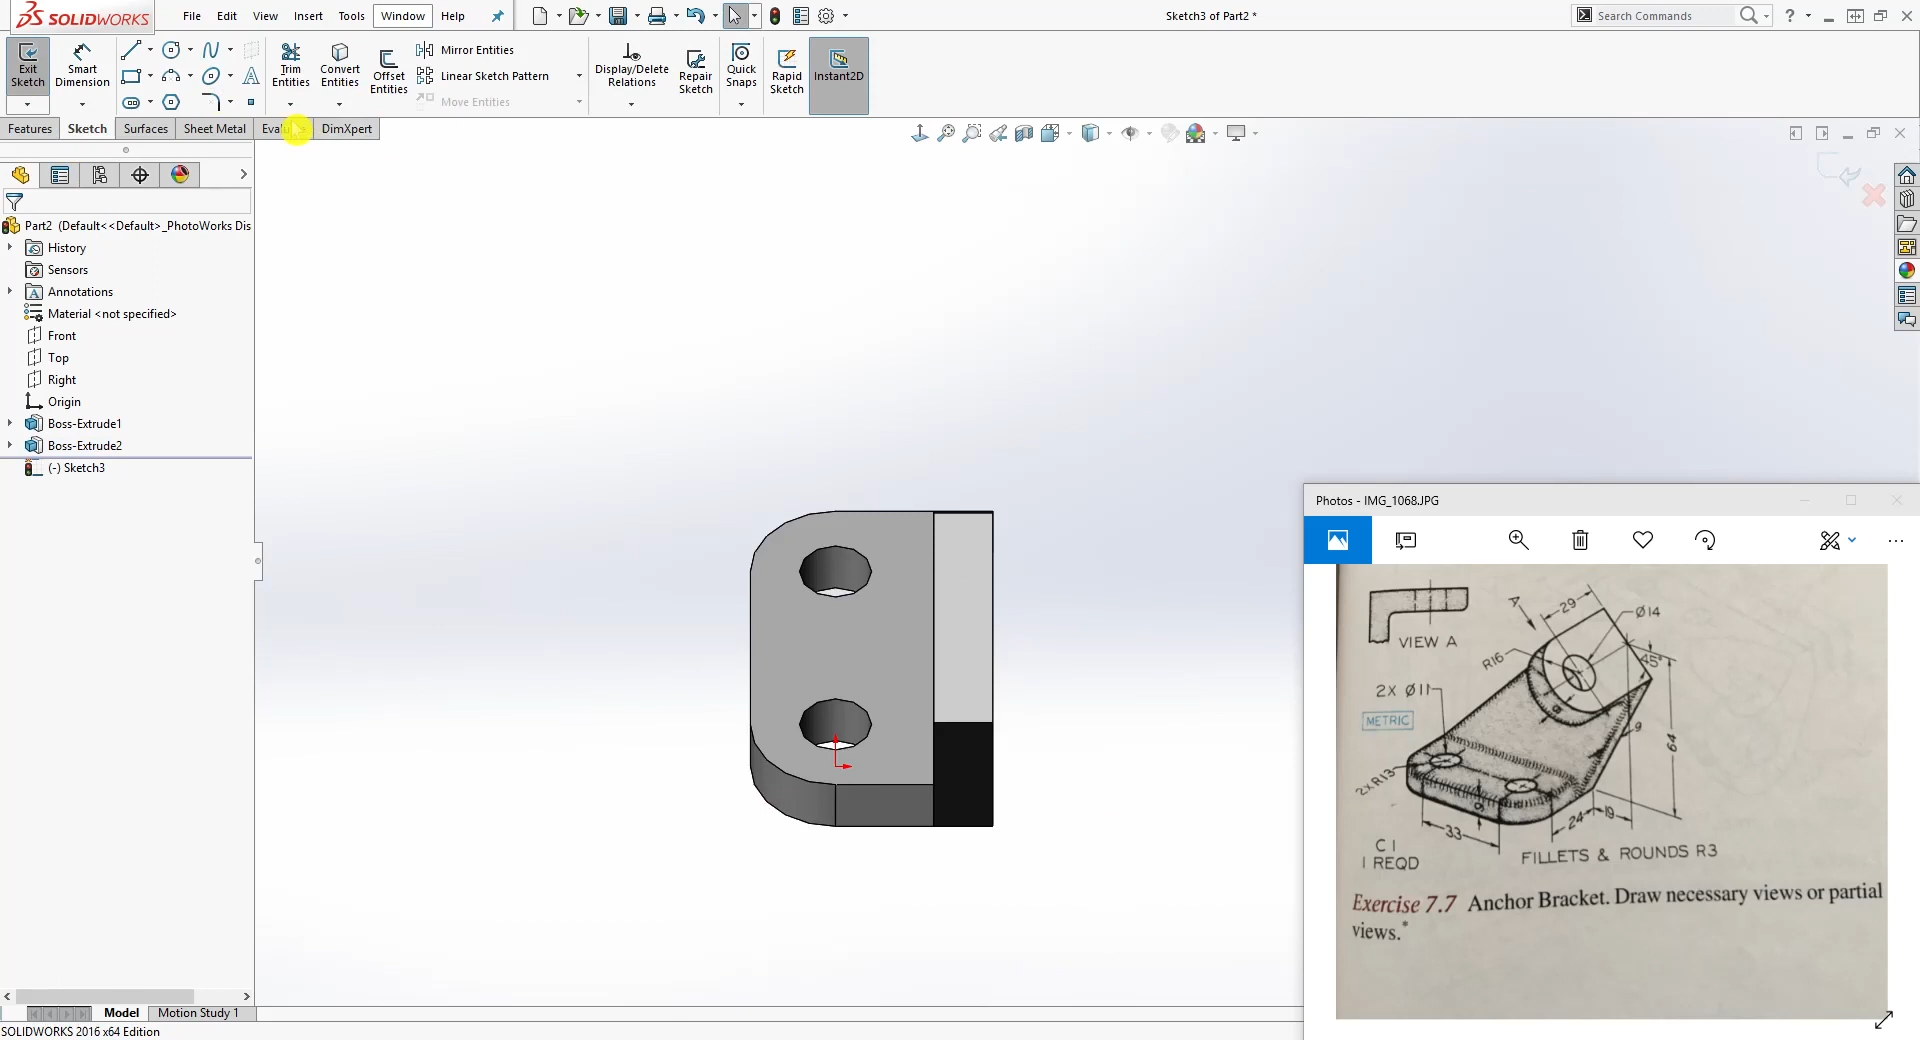 SOLIDWORKS
File Edit View Insert Tools Window Help
Sketch3 of Part2 *
Search Commands
Exit Sketch
Smart Dimension
Trim Entities
Convert Entities
Offset Entities
Mirror Entities
Linear Sketch Pattern
Move Entities
Display/Delete Relations
Repair Sketch
Quick Snaps
Rapid Sketch
Instant2D
Features Sketch Surfaces Sheet Metal DimXpert
Part2 (Default<<Default>_PhotoWorks Dis
History
Sensors
Annotations
Material <not specified>
Front
Top
Right
Origin
Boss-Extrude1
Boss-Extrude2
(-) Sketch3
Model Motion Study 1
SOLIDWORKS 2016 x64 Edition
Photos - IMG_1068.JPG
A
29
Ø14
VIEW A
R16
45°
2X Ø11
METRIC
9
64
2XR13
33
24
19
C I
I REQD
FILLETS & ROUNDS R3
Exercise 7.7 Anchor Bracket. Draw necessary views or partial
views.*